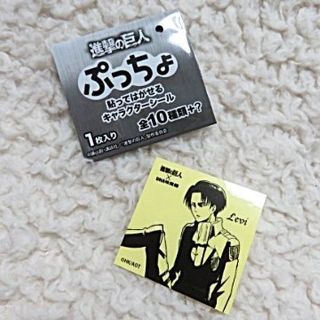 進撃の巨人
ぷっちょ
貼ってはがせる
キャラクターシール
全10種類+?
1枚入り
進撃の巨人
×
Levi